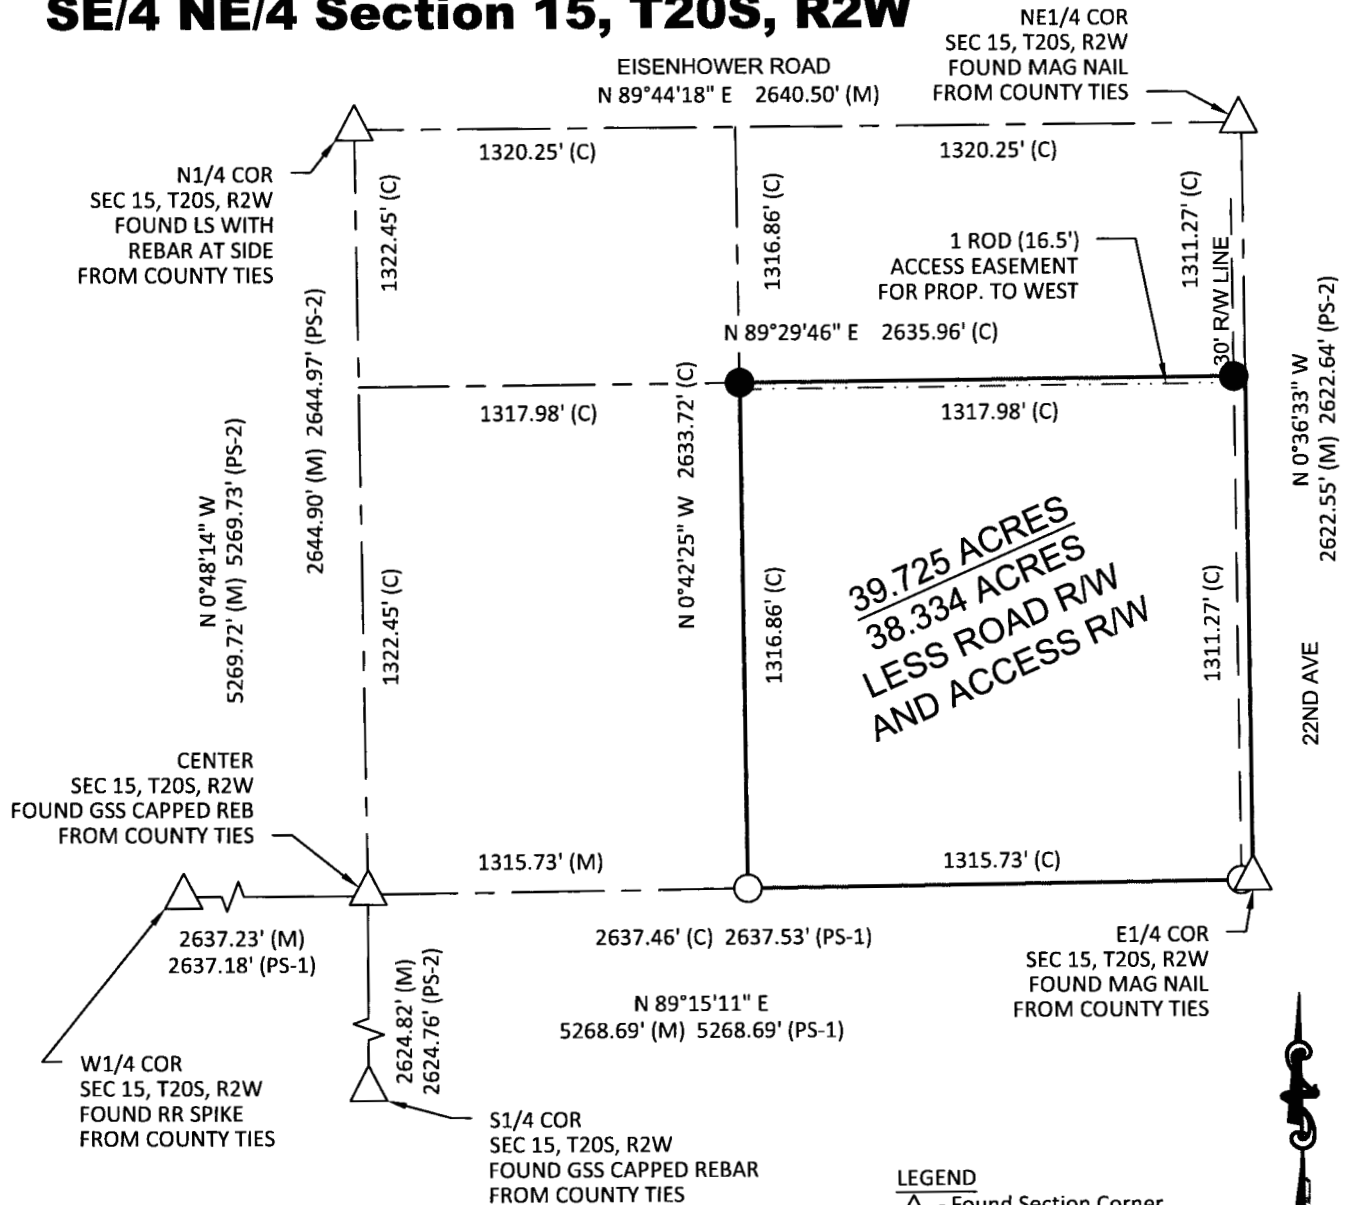 SE/4 NE/4 Section 15, T20S, R2W
NE1/4 COR
SEC 15, T20S, R2W
FOUND MAG NAIL
FROM COUNTY TIES
EISENHOWER ROAD
N 89°44'18" E 2640.50' (M)
1320.25' (C)
1320.25' (C)
N1/4 COR
SEC 15, T20S, R2W
FOUND LS WITH
REBAR AT SIDE
FROM COUNTY TIES
1322.45' (C)
1316.86' (C)
1311.27' (C)
30' R/W LINE
1 ROD (16.5')
ACCESS EASEMENT
FOR PROP. TO WEST
N 89°29'46" E 2635.96' (C)
2644.90' (M) 2644.97' (PS-2)
N 0°48'14" W
5269.72' (M) 5269.73' (PS-2)
1317.98' (C)
N 0°42'25" W 2633.72' (C)
1317.98' (C)
N 0°36'33" W
2622.55' (M) 2622.64' (PS-2)
39.725 ACRES
38.334 ACRES
LESS ROAD R/W
AND ACCESS R/W
1322.45' (C)
1316.86' (C)
1311.27' (C)
22ND AVE
CENTER
SEC 15, T20S, R2W
FOUND GSS CAPPED REB
FROM COUNTY TIES
1315.73' (M)
1315.73' (C)
2637.23' (M)
2637.18' (PS-1)
2637.46' (C) 2637.53' (PS-1)
E1/4 COR
SEC 15, T20S, R2W
FOUND MAG NAIL
FROM COUNTY TIES
2624.82' (M)
2624.76' (PS-2)
N 89°15'11" E
5268.69' (M) 5268.69' (PS-1)
W1/4 COR
SEC 15, T20S, R2W
FOUND RR SPIKE
FROM COUNTY TIES
S1/4 COR
SEC 15, T20S, R2W
FOUND GSS CAPPED REBAR
FROM COUNTY TIES
LEGEND
- Found Section Corner